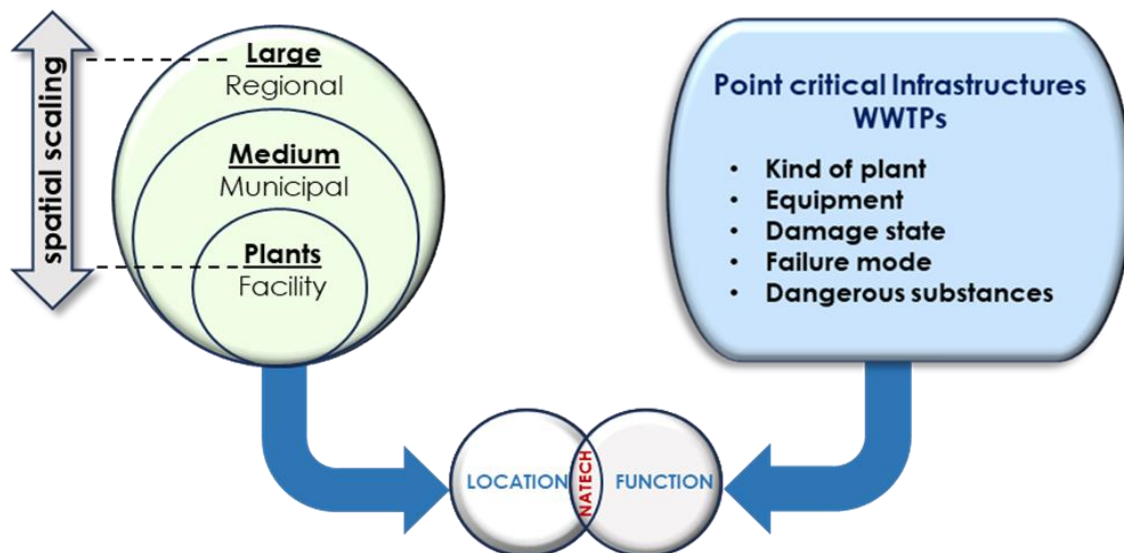 spatial scaling
Large
Regional
Medium
Municipal
Plants
Facility
Point critical Infrastructures
WWTPs
• Kind of plant
• Equipment
• Damage state
• Failure mode
• Dangerous substances
LOCATION
NATECH
FUNCTION